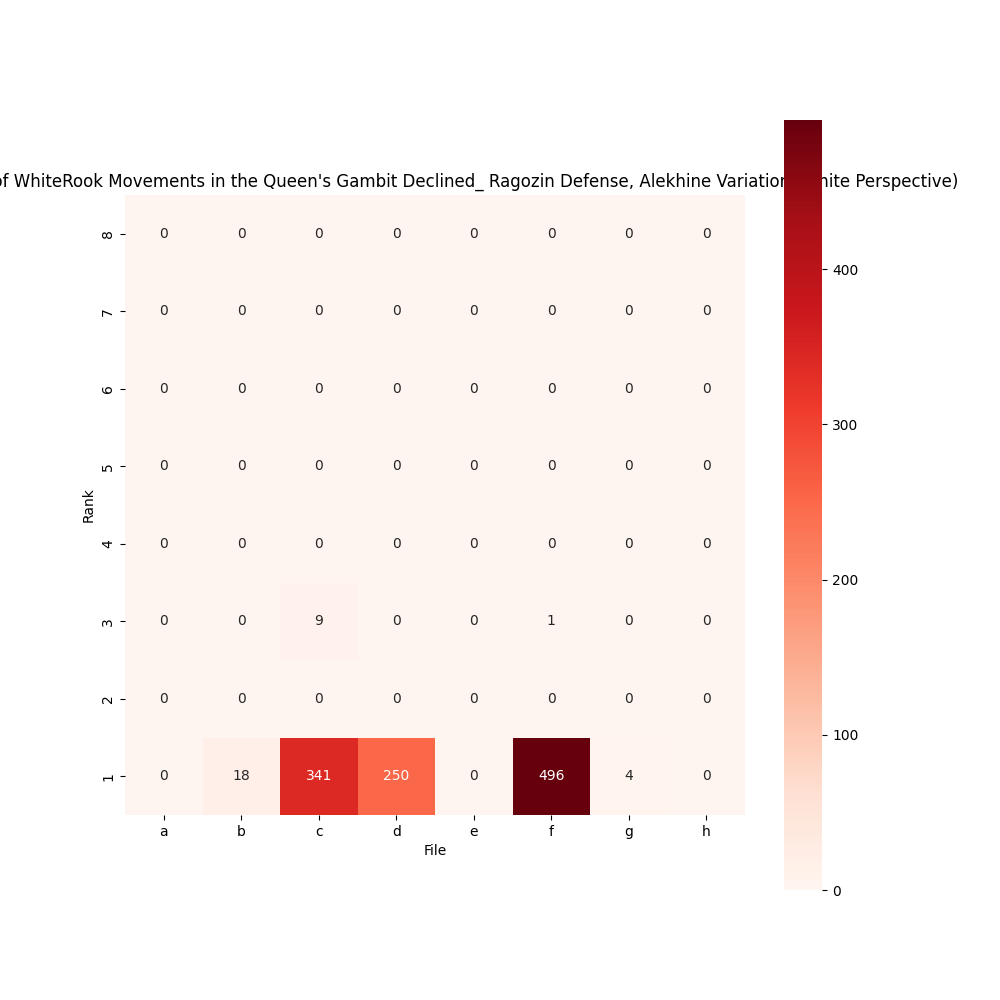 of WhiteRook Movements in the Queen's Gambit Declined_ Ragozin Defense, Alekhine Variation Perspective)
8 0 0 0 0 0 0 0 0
7 0 0 0 0 0 0 0 0
6 0 0 0 0 0 0 0 0
5 0 0 0 0 0 0 0 0
4 0 0 0 0 0 0 0 0
3 0 0 9 0 0 1 0 0
2 0 0 0 0 0 0 0 0
1 0 18 341 250 0 496 4 0
a b c d e f g h
File
Rank
400
300
200
100
0